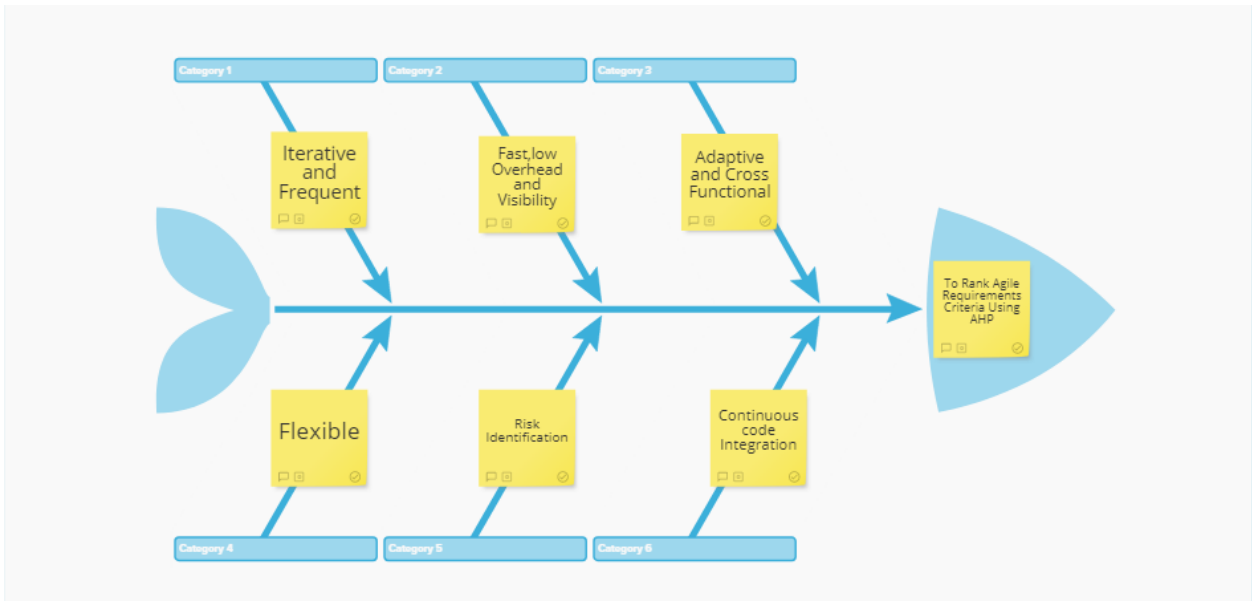 Category 1
Category 2
Category 3
Iterative
and
Frequent
Fast,low
Overhead
and
Visibility
Adaptive
and Cross
Functional
To Rank Agile
Requirements
Criteria Using
AHP
Flexible
Risk
Identification
Continuous
code
Integration
Category 4
Category 5
Category 6